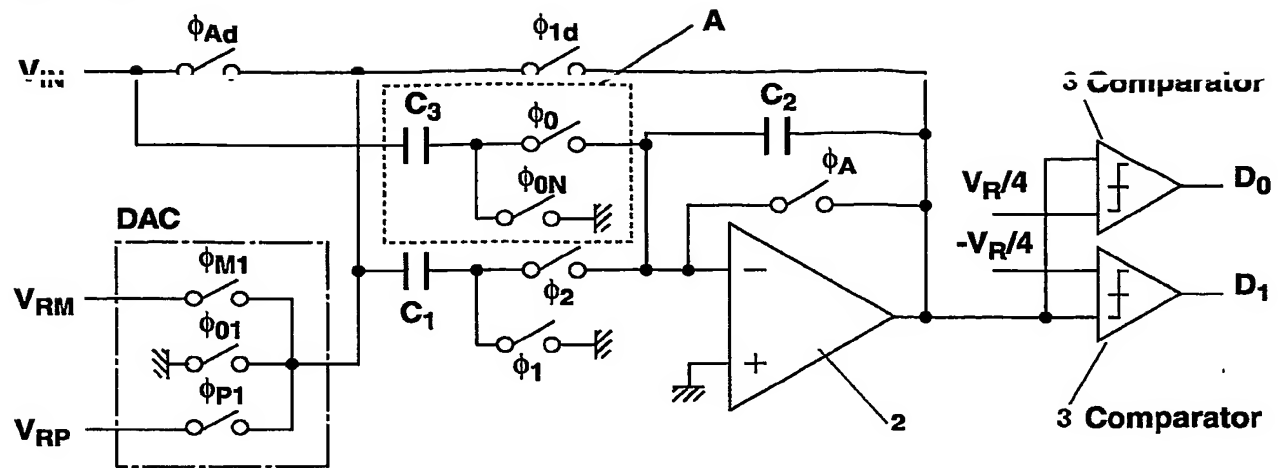 A
ϕAd
ϕ1d
VIN
3 Comparator
C3
ϕ0
C2
ϕ0N
ϕA
VR/4
D0
DAC
-VR/4
ϕM1
ϕ2
VRM
C1
D1
ϕ01
ϕ1
ϕP1
VRP
2
3 Comparator